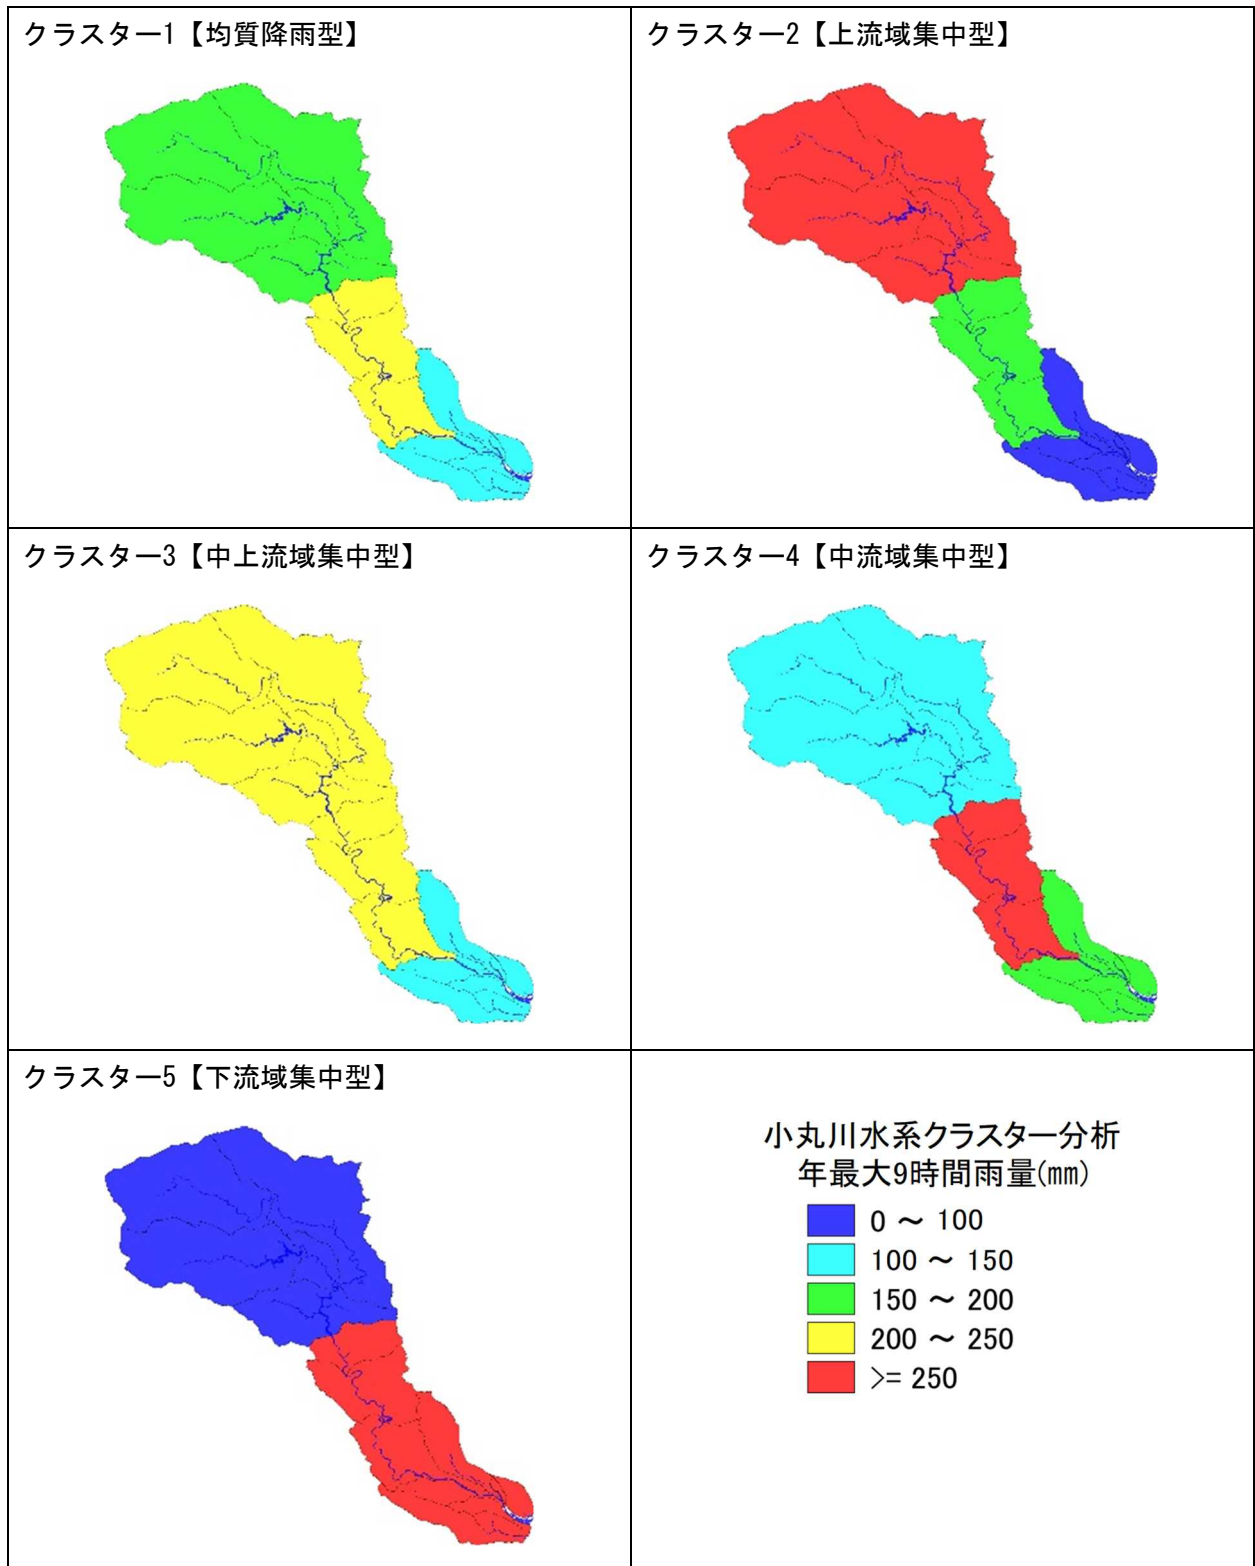 クラスター1【均質降雨型】
クラスター2【上流域集中型】
クラスター3【中上流域集中型】
クラスター4【中流域集中型】
クラスター5【下流域集中型】
小丸川水系クラスター分析
年最大9時間雨量(mm)
0 ～ 100
100 ～ 150
150 ～ 200
200 ～ 250
>= 250